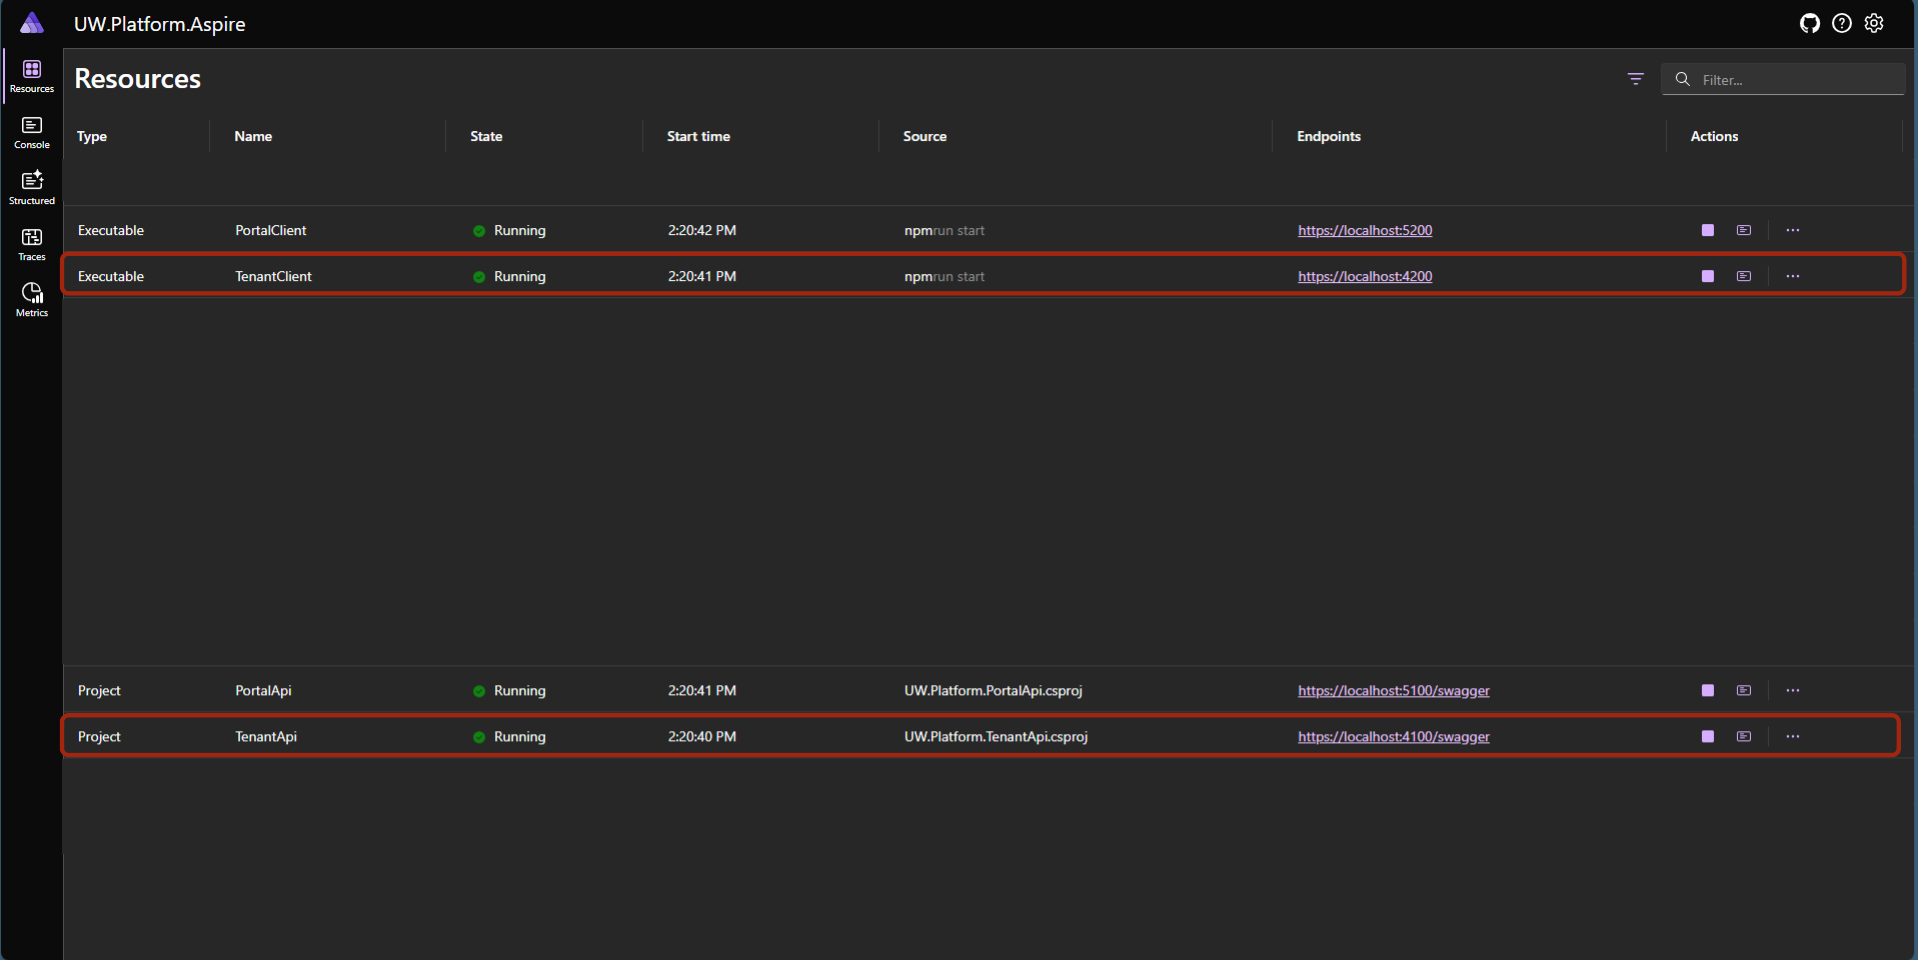 UW.Platform.Aspire
Resources
Filter...
Resources
Console
Structured
Traces
Metrics
Type Name State Start time Source Endpoints Actions
Executable PortalClient Running 2:20:42 PM npm run start https://localhost:5200
Executable TenantClient Running 2:20:41 PM npm run start https://localhost:4200
Project PortalApi Running 2:20:41 PM UW.Platform.PortalApi.csproj https://localhost:5100/swagger
Project TenantApi Running 2:20:40 PM UW.Platform.TenantApi.csproj https://localhost:4100/swagger